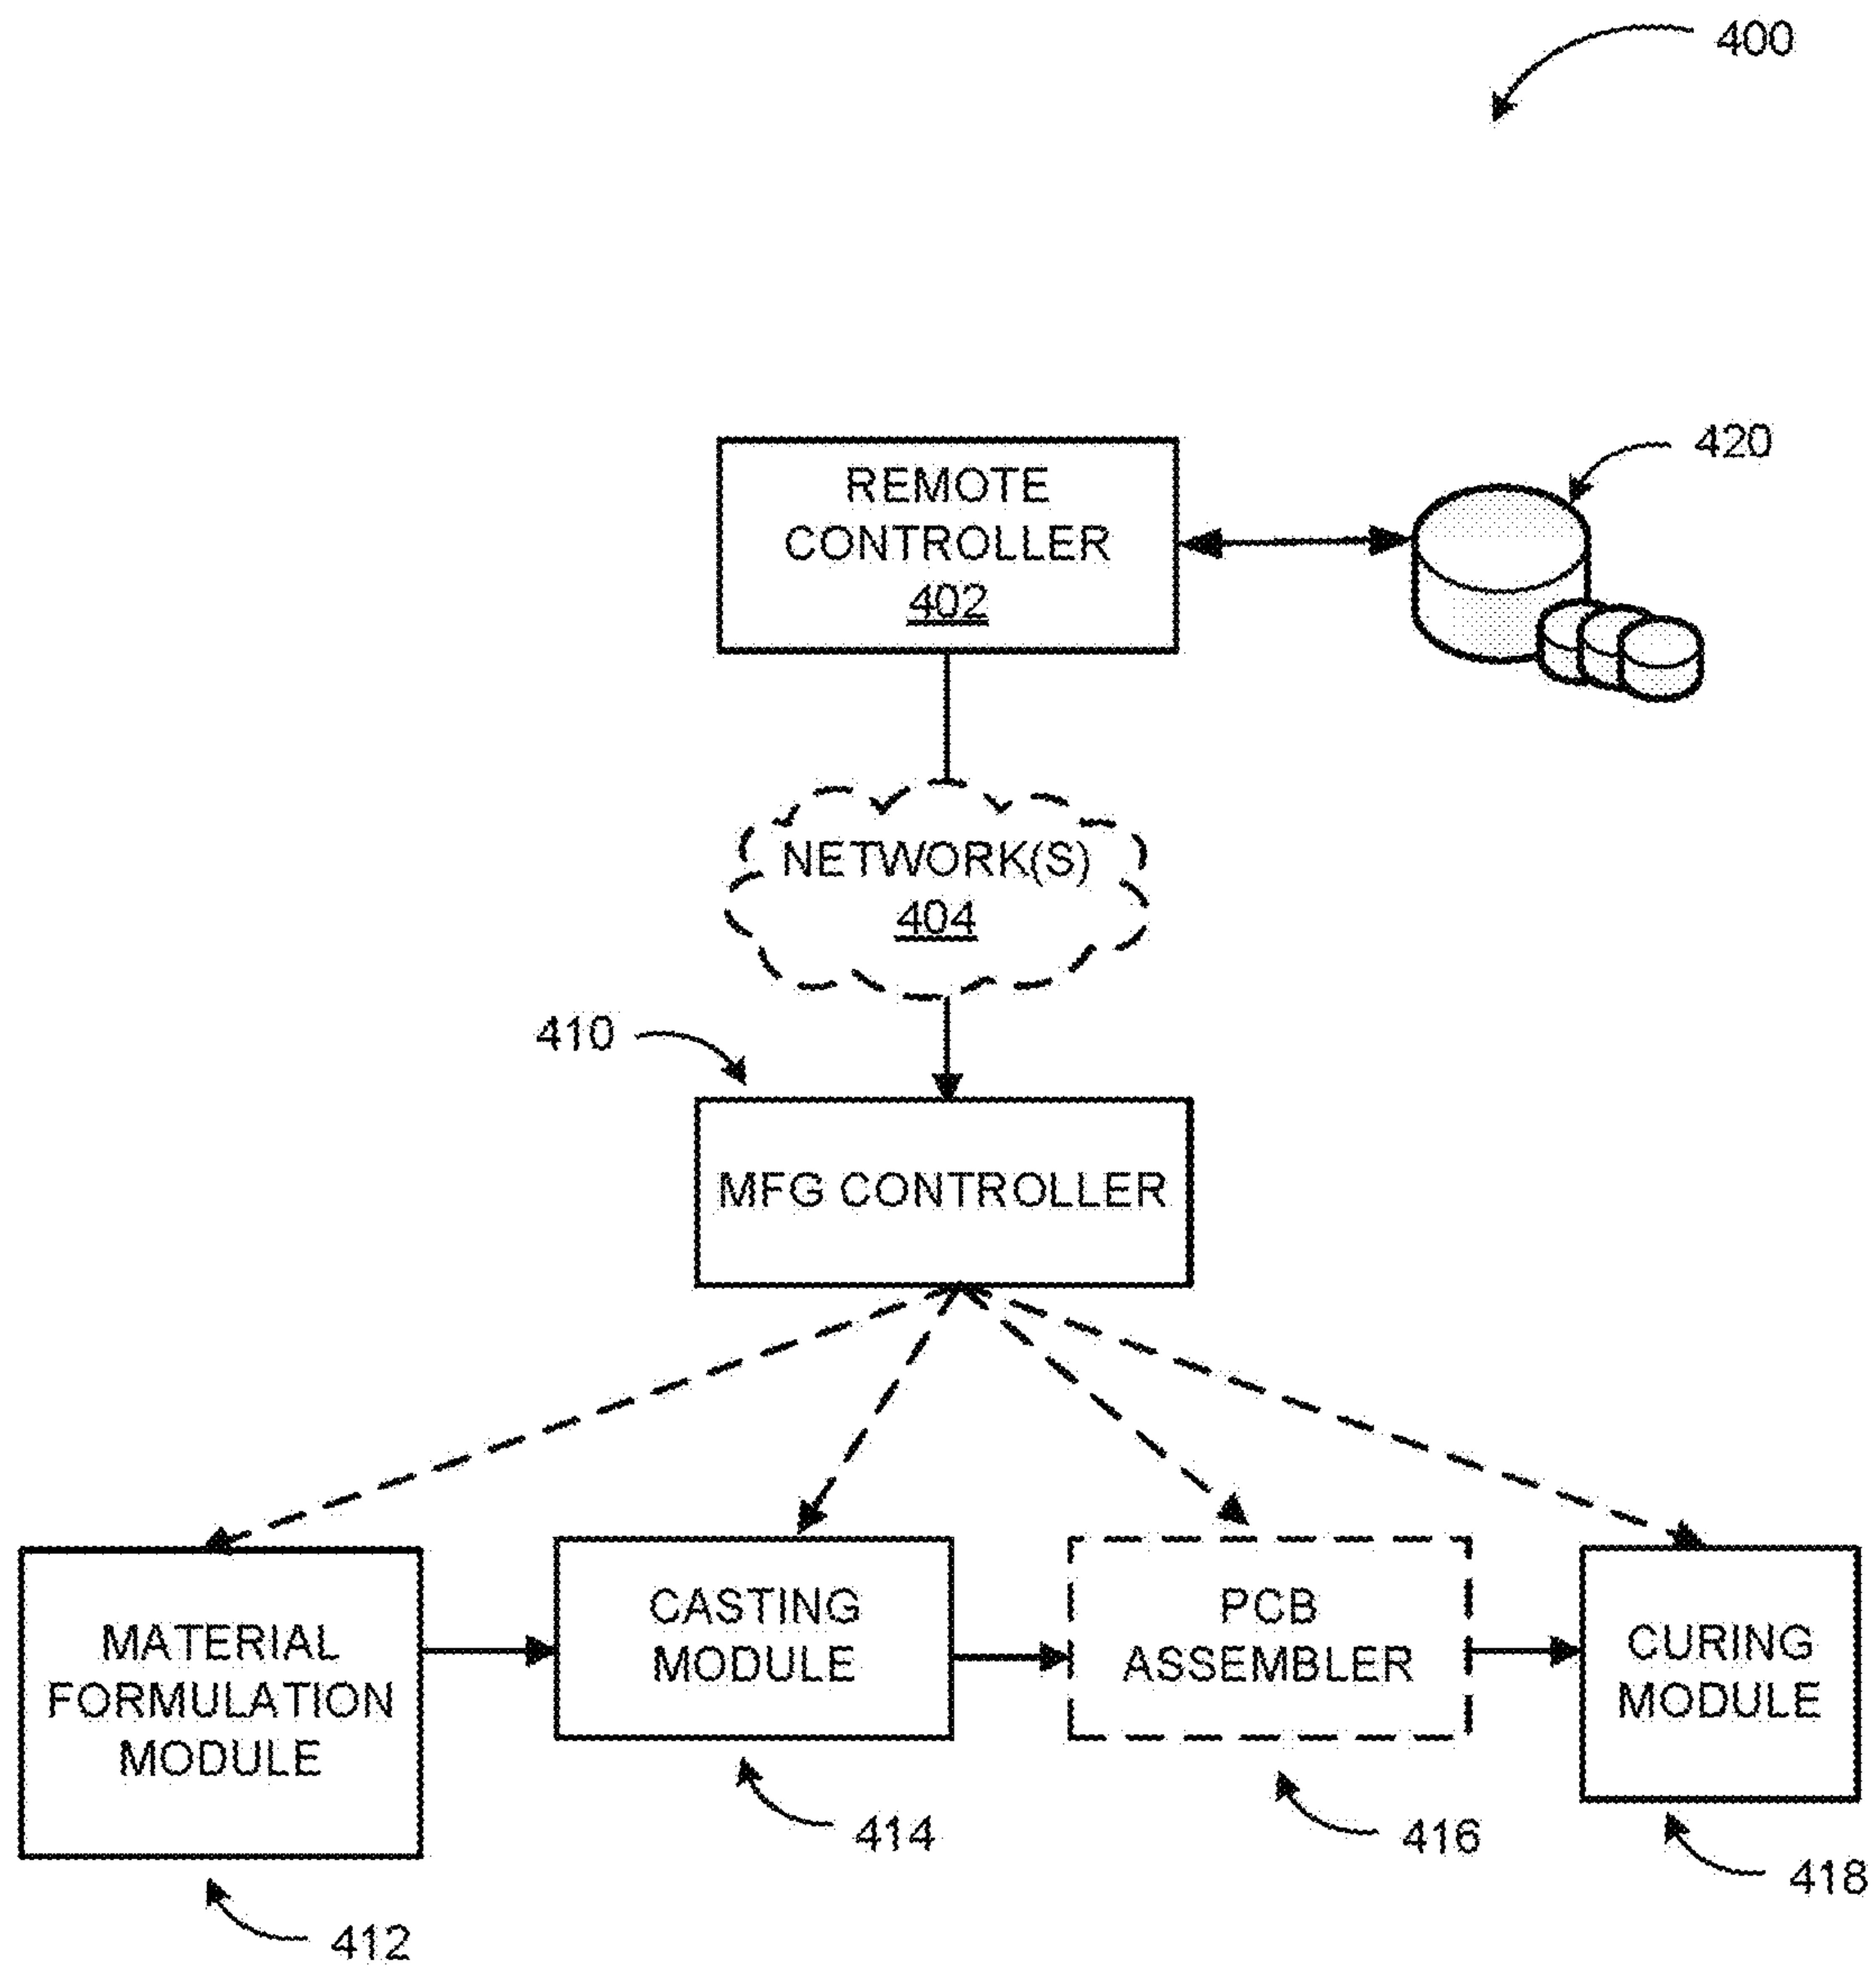 400
420
REMOTE
CONTROLLER
402
NETWORK(S)
404
410
MFG CONTROLLER
MATERIAL
FORMULATION
MODULE
CASTING
MODULE
PCB
ASSEMBLER
CURING
MODULE
412
414
416
418